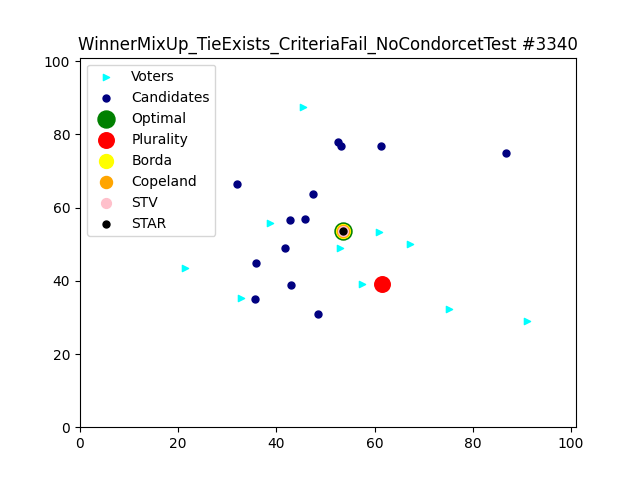 WinnerMixUp_TieExists_CriteriaFail_NoCondorcetTest #3340
100
80
60
40
20
0
0 20 40 60 80 100
Voters
Candidates
Optimal
Plurality
Borda
Copeland
STV
STAR